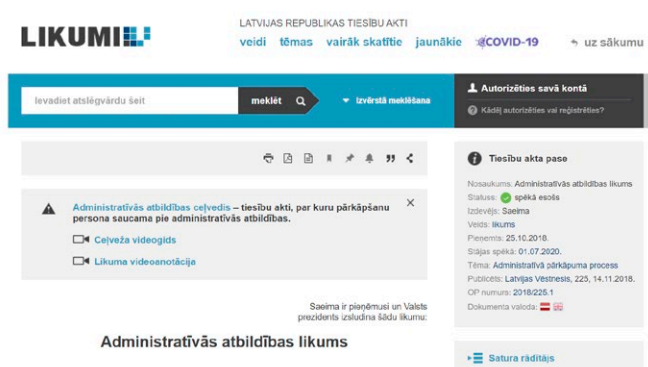 LIKUMI
LATVIJAS REPUBLIKAS TIESĪBU AKTI
veidi tēmas vairāk skatītie jaunākie COVID-19 uz sākumu
Ievadiet atslēgvārdu šeit meklēt Izvērstā meklēšana
Autorizēties savā kontā
Kādēļ autorizēties vai reģistrēties?
Administratīvās atbildības ceļvedis – tiesību akti, par kuru pārkāpšanu
persona saucama pie administratīvās atbildības.
Ceļveža videogids
Likuma videoanotācija
Saeima ir pieņēmusi un Valsts
prezidents izsludina šādu likumu:
Administratīvās atbildības likums
Tiesību akta pase
Nosaukums: Administratīvās atbildības likums
Statuss: spēkā esošs
Izdevējs: Saeima
Veids: likums
Pieņemts: 25.10.2018.
Stājas spēkā: 01.07.2020.
Tēma: Administratīvā pārkāpuma process
Publicēts: Latvijas Vēstnesis, 225, 14.11.2018.
OP numurs: 2018/225.1
Dokumenta valoda:
Satura rādītājs